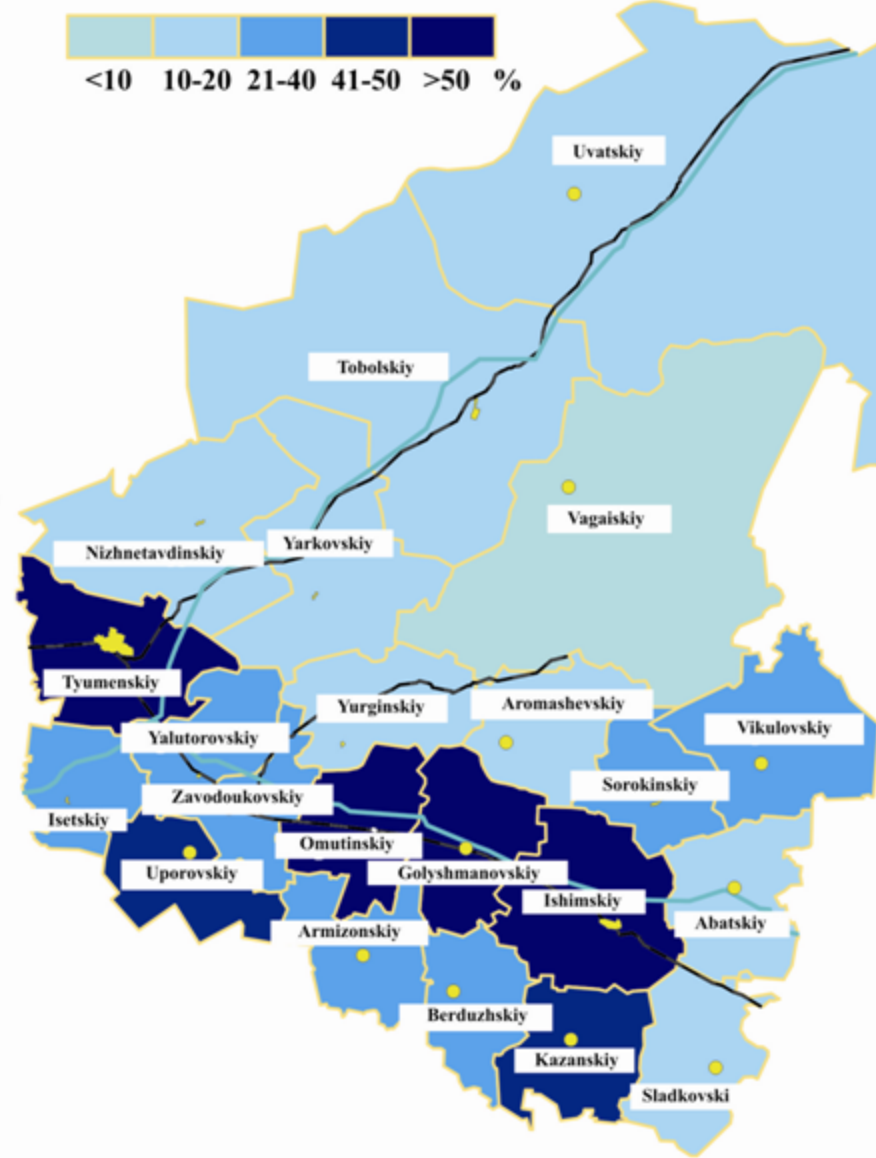 <10 10-20 21-40 41-50 >50 %
Uvatskiy
Tobolskiy
Vagaiskiy
Nizhnetavdinskiy
Yarkovskiy
Tyumenskiy
Yurginskiy
Aromashevskiy
Vikulovskiy
Yalutorovskiy
Sorokinskiy
Zavodoukovskiy
Isetskiy
Omutinskiy
Uporovskiy
Golyshmanovskiy
Ishimskiy
Abatskiy
Armizonskiy
Berduzhskiy
Kazanskiy
Sladkovski